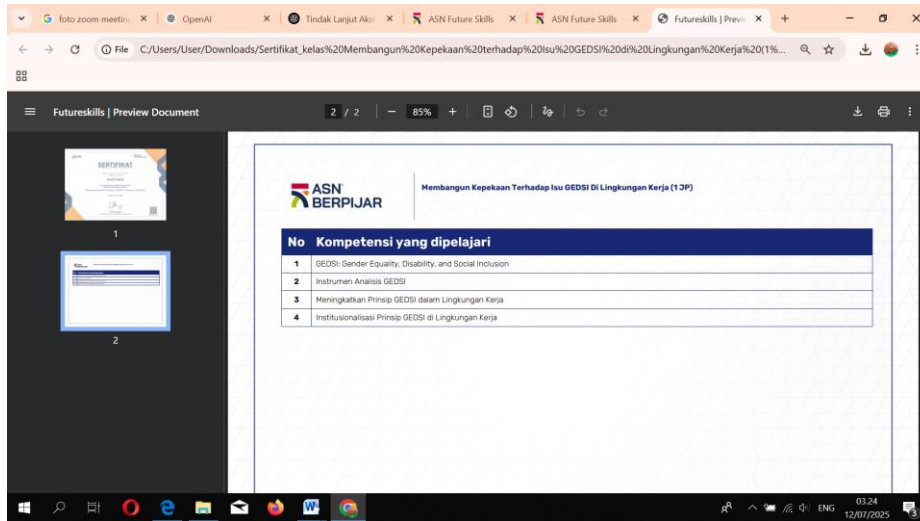 foto zoom meeting
OpenAI
Tindak Lanjut Aksi
ASN Future Skills
ASN Future Skills
Futureskills | Previe
File
C:/Users/User/Downloads/Sertifikat_kelas%20Membangun%20Kepekaan%20terhadap%20Isu%20GEDSI%20di%20Lingkungan%20Kerja%20(1%...
Futureskills | Preview Document
2 / 2
85%
SERTIFIKAT
1
2
ASN
BERPIJAR
Membangun Kepekaan Terhadap Isu GEDSI Di Lingkungan Kerja (1 JP)
No Kompetensi yang dipelajari
1 GEDSI: Gender Equality, Disability, and Social Inclusion
2 Instrumen Analisis GEDSI
3 Meningkatkan Prinsip GEDSI dalam Lingkungan Kerja
4 Institusionalisasi Prinsip GEDSI di Lingkungan Kerja
ENG
03.24
12/07/2025